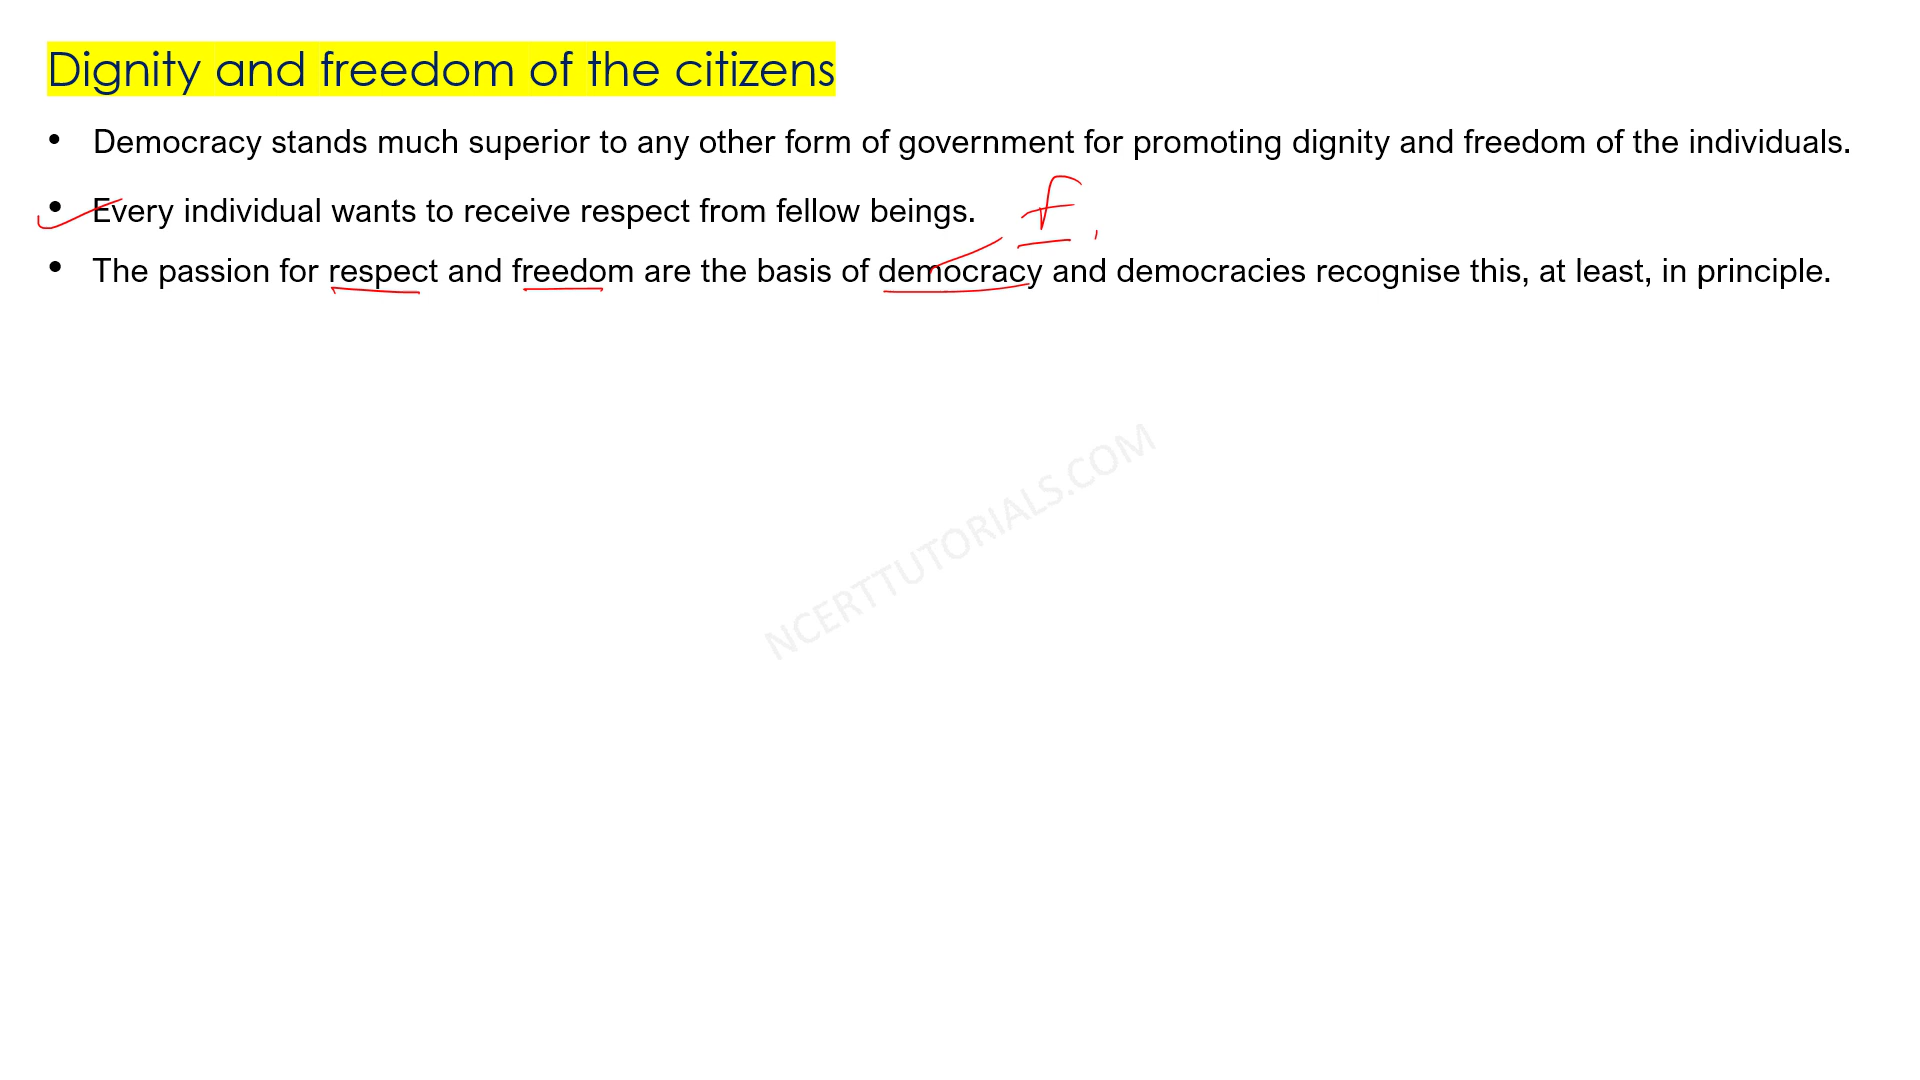 Dignity and freedom of the citizens
• Democracy stands much superior to any other form of government for promoting dignity and freedom of the individuals.
• Every individual wants to receive respect from fellow beings.
f
• The passion for respect and freedom are the basis of democracy and democracies recognise this, at least, in principle.
NCERTTUTORIALS.COM